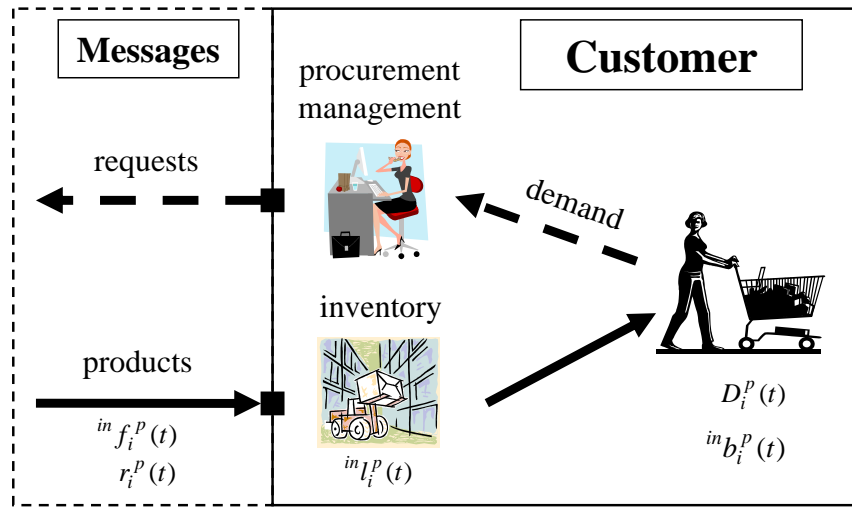 Messages
Customer
procurement
management
requests
demand
inventory
products
^{in}f_i^p(t)
r_i^p(t)
^{in}l_i^p(t)
D_i^p(t)
^{in}b_i^p(t)